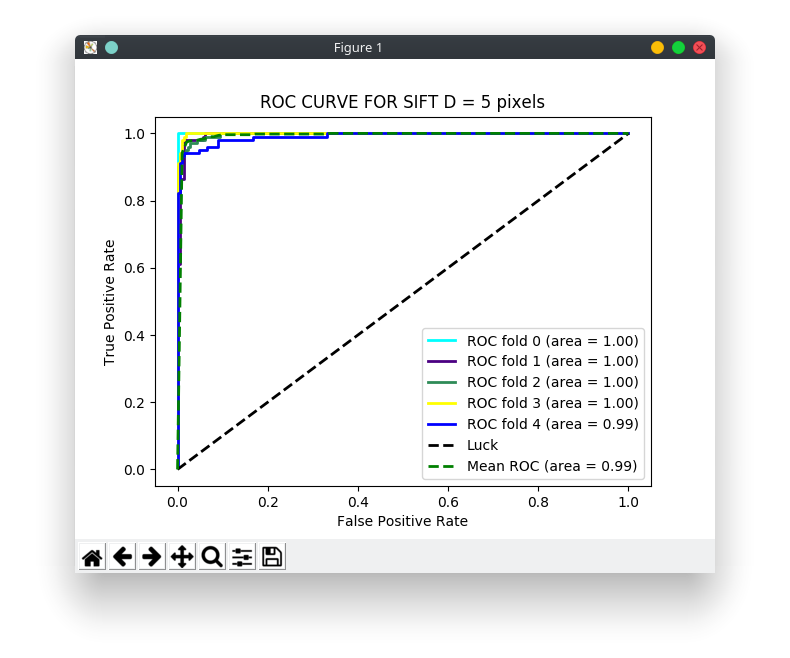 Figure 1
ROC CURVE FOR SIFT D = 5 pixels
1.0
0.8
0.6
0.4
0.2
0.0
True Positive Rate
ROC fold 0 (area = 1.00)
ROC fold 1 (area = 1.00)
ROC fold 2 (area = 1.00)
ROC fold 3 (area = 1.00)
ROC fold 4 (area = 0.99)
Luck
Mean ROC (area = 0.99)
0.0 0.2 0.4 0.6 0.8 1.0
False Positive Rate